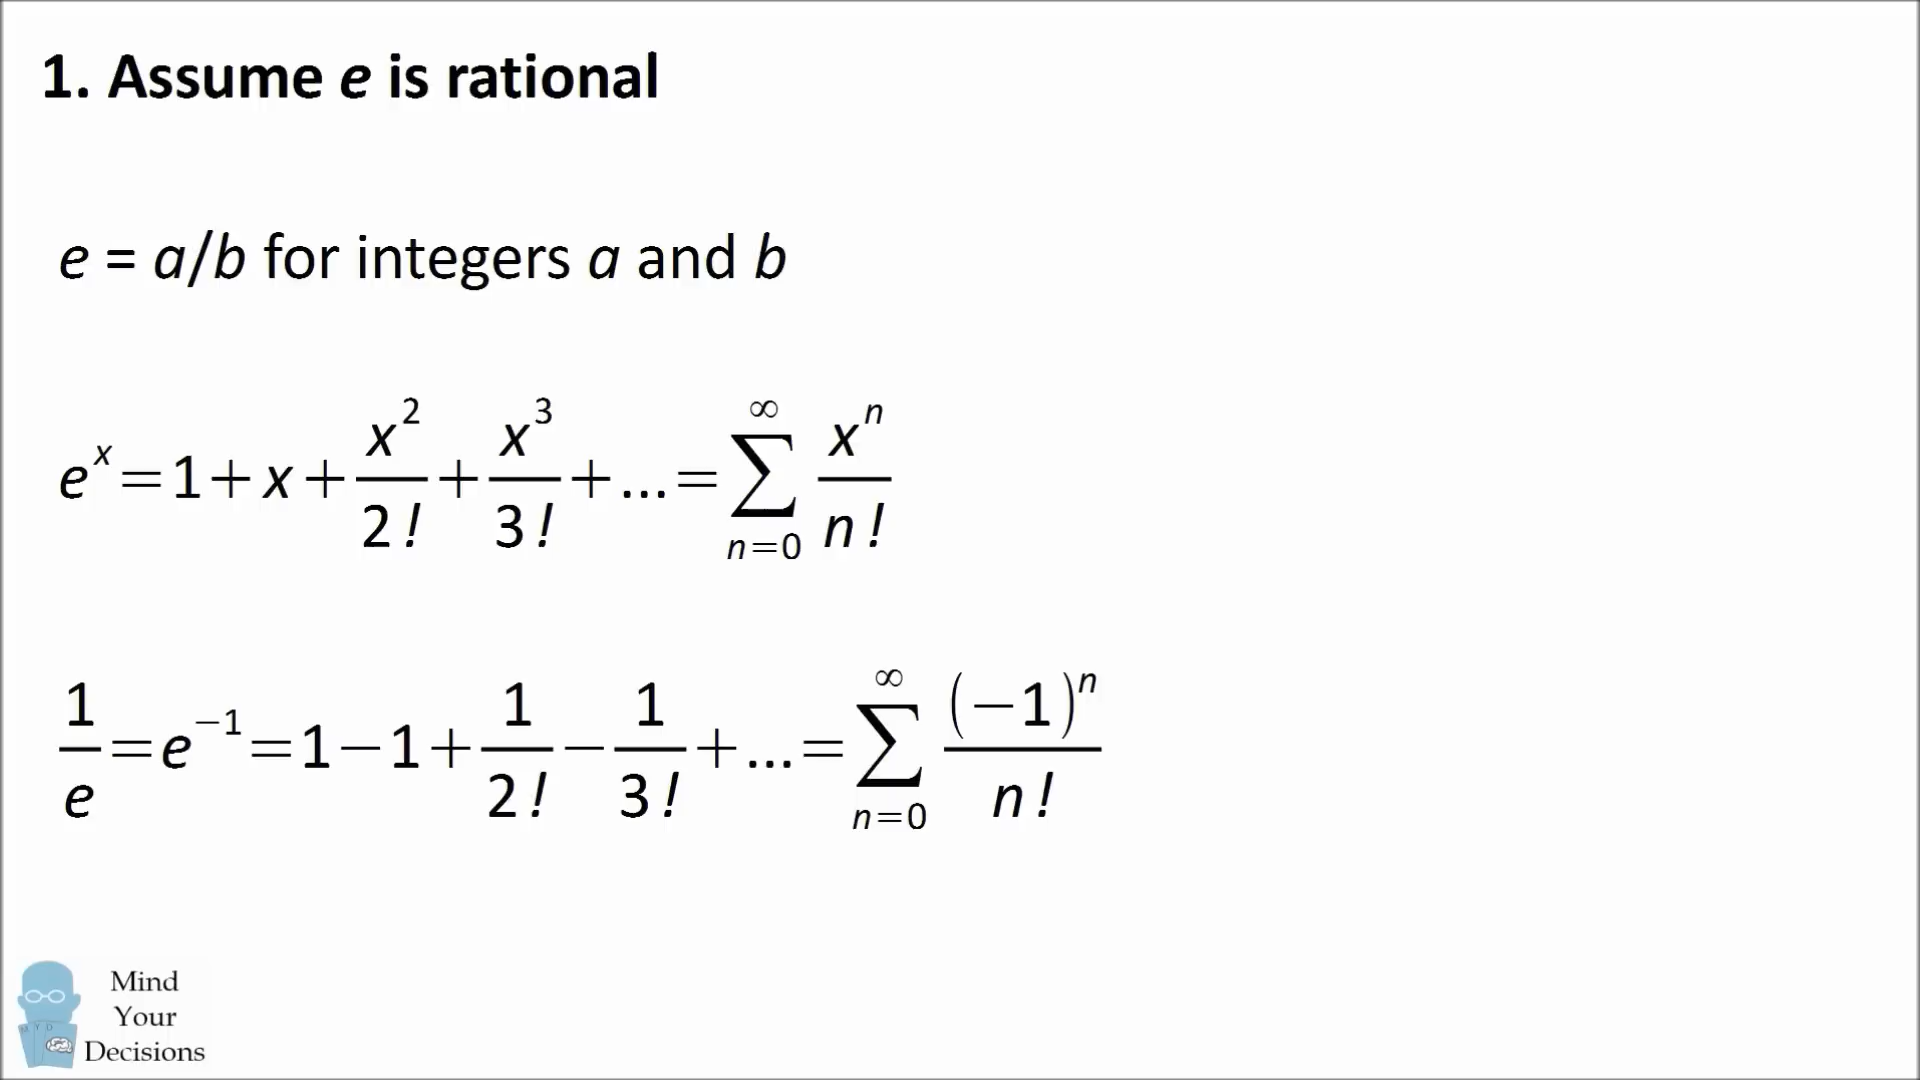 1. Assume e is rational
e = a/b for integers a and b
e^x = 1 + x + x^2/2! + x^3/3! + ... = ∑_{n=0}^{∞} x^n/n!
1/e = e^{-1} = 1 − 1 + 1/2! − 1/3! + ... = ∑_{n=0}^{∞} (−1)^n/n!
M Y D
Mind
Your
Decisions